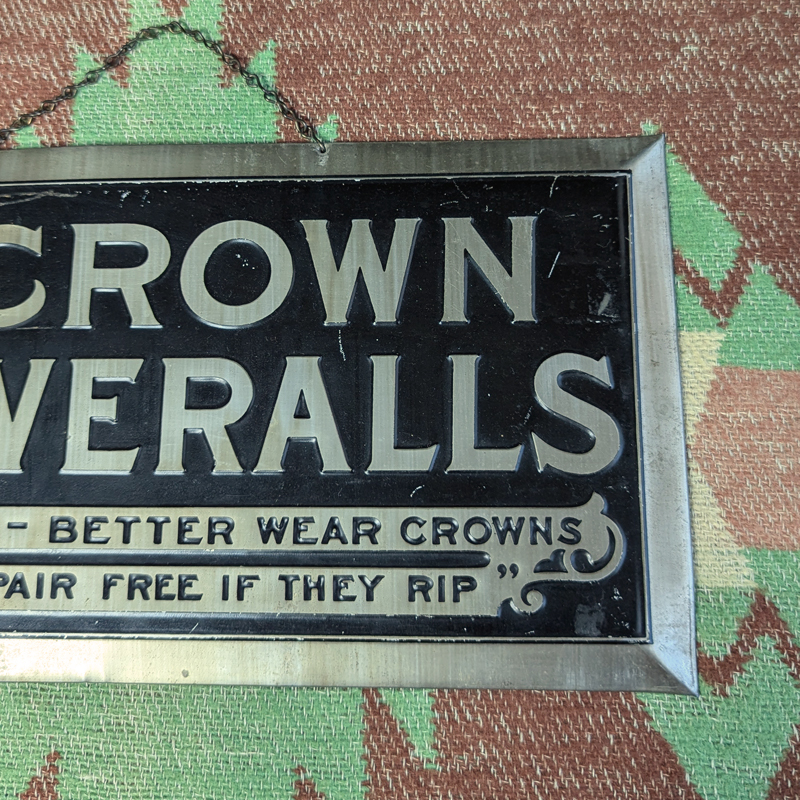 CROWN
VERALLS
- BETTER WEAR CROWNS
PAIR FREE IF THEY RIP”